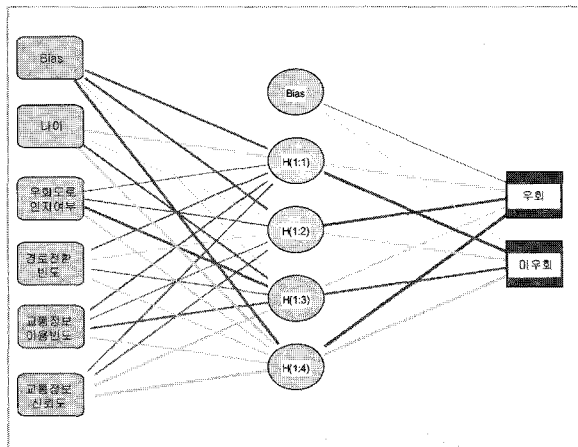 Bias
나이
우회도로
인지여부
경로전환
빈도
교통정보
이용빈도
교통정보
신뢰도
Bias
H(1:1)
H(1:2)
H(1:3)
H(1:4)
우회
미우회